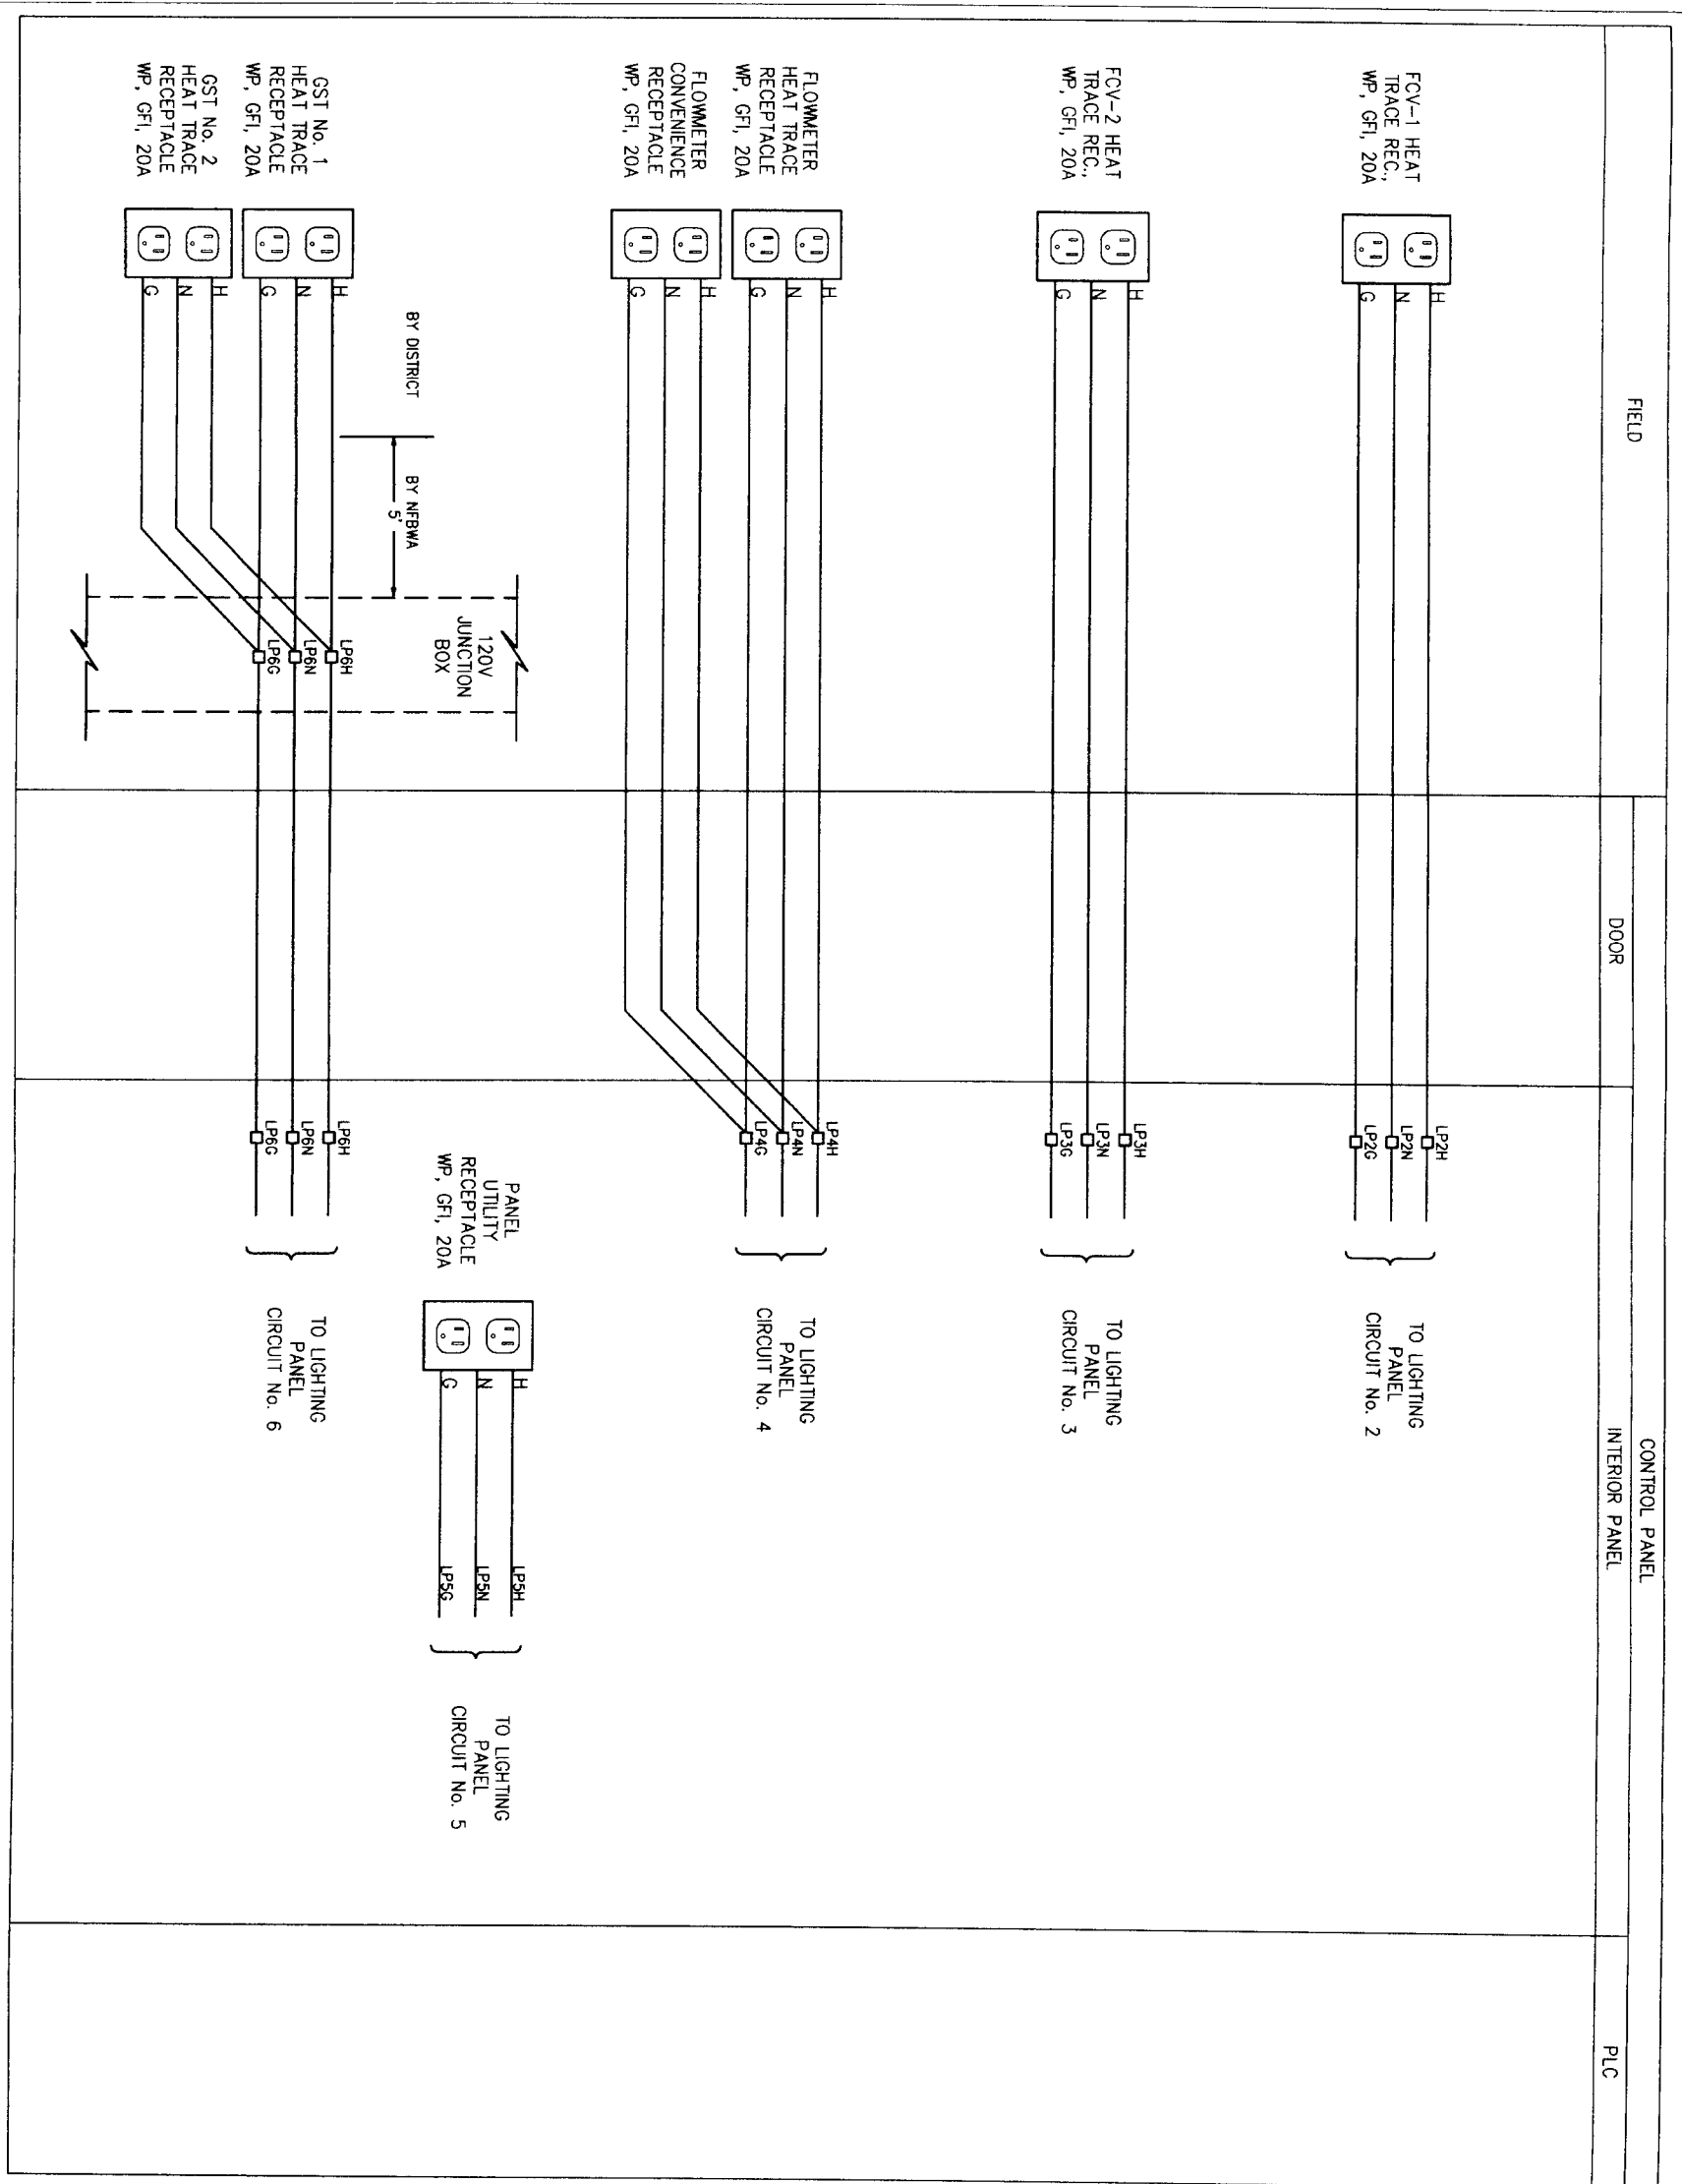 FIELD
CONTROL PANEL
DOOR
INTERIOR PANEL
PLC
FCV-1 HEAT
TRACE REC.,
WP, GFI, 20A
H
N
G
LP2H
LP2N
LP2G
TO LIGHTING
PANEL
CIRCUIT No. 2
FCV-2 HEAT
TRACE REC.,
WP, GFI, 20A
H
N
G
LP3H
LP3N
LP3G
TO LIGHTING
PANEL
CIRCUIT No. 3
FLOWMETER
HEAT TRACE
RECEPTACLE
WP, GFI, 20A
H
N
G
LP4H
LP4N
LP4G
TO LIGHTING
PANEL
CIRCUIT No. 4
FLOWMETER
CONVENIENCE
RECEPTACLE
WP, GFI, 20A
H
N
G
PANEL
UTILITY
RECEPTACLE
WP, GFI, 20A
H
N
G
LP5H
LP5N
LP5G
TO LIGHTING
PANEL
CIRCUIT No. 5
BY DISTRICT
BY NFBWA
5'
120V
JUNCTION
BOX
GST No. 1
HEAT TRACE
RECEPTACLE
WP, GFI, 20A
H
N
G
LP6H
LP6N
LP6G
LP6H
LP6N
LP6G
TO LIGHTING
PANEL
CIRCUIT No. 6
GST No. 2
HEAT TRACE
RECEPTACLE
WP, GFI, 20A
H
N
G